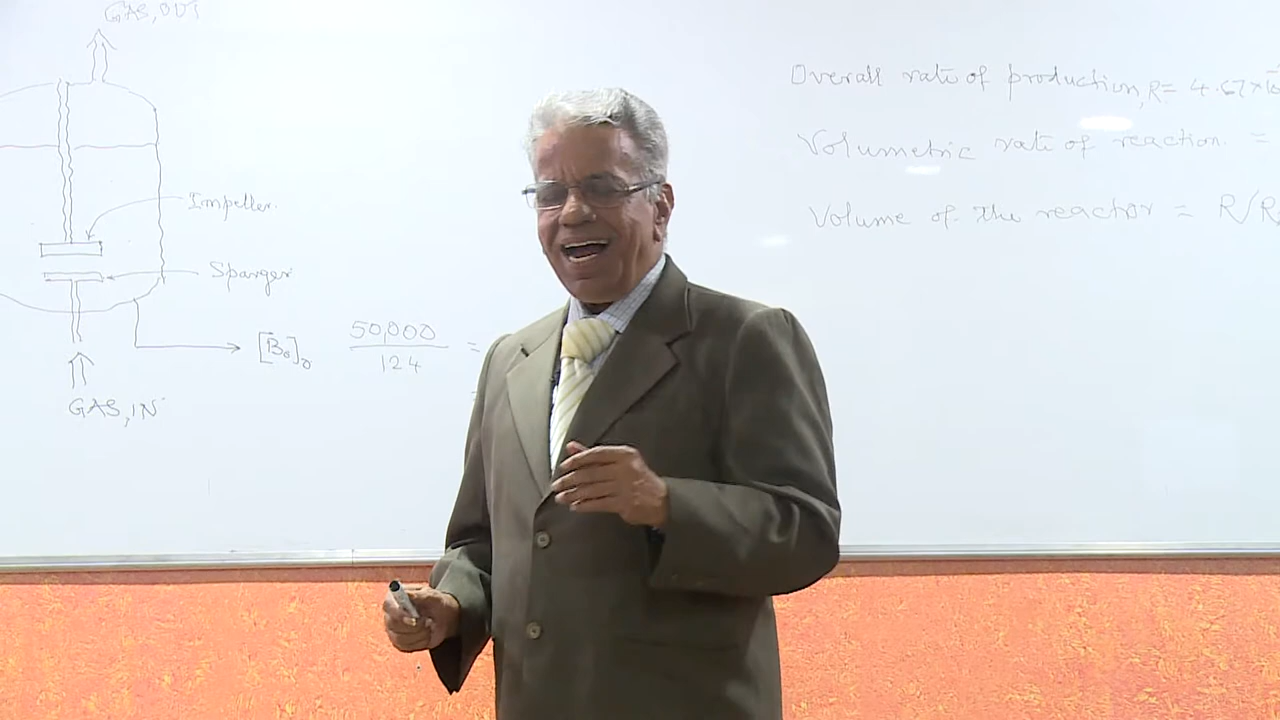 GAS, OUT
Impeller.
Sparger
[B₀]₀ 50,000 / 124 =
GAS, IN
Overall rate of production, R = 4.67×10
Volumetric rate of reaction =
Volume of the reactor = R/R